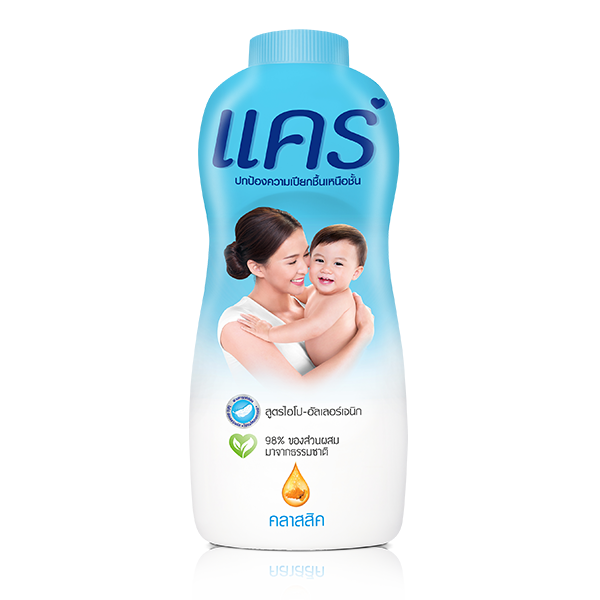 แคร์
ปกป้องความเปียกชื้นเหนือชั้น
สูตรไฮโป-อัลเลอร์เจนิก
98% ของส่วนผสม
มาจากธรรมชาติ
คลาสสิค